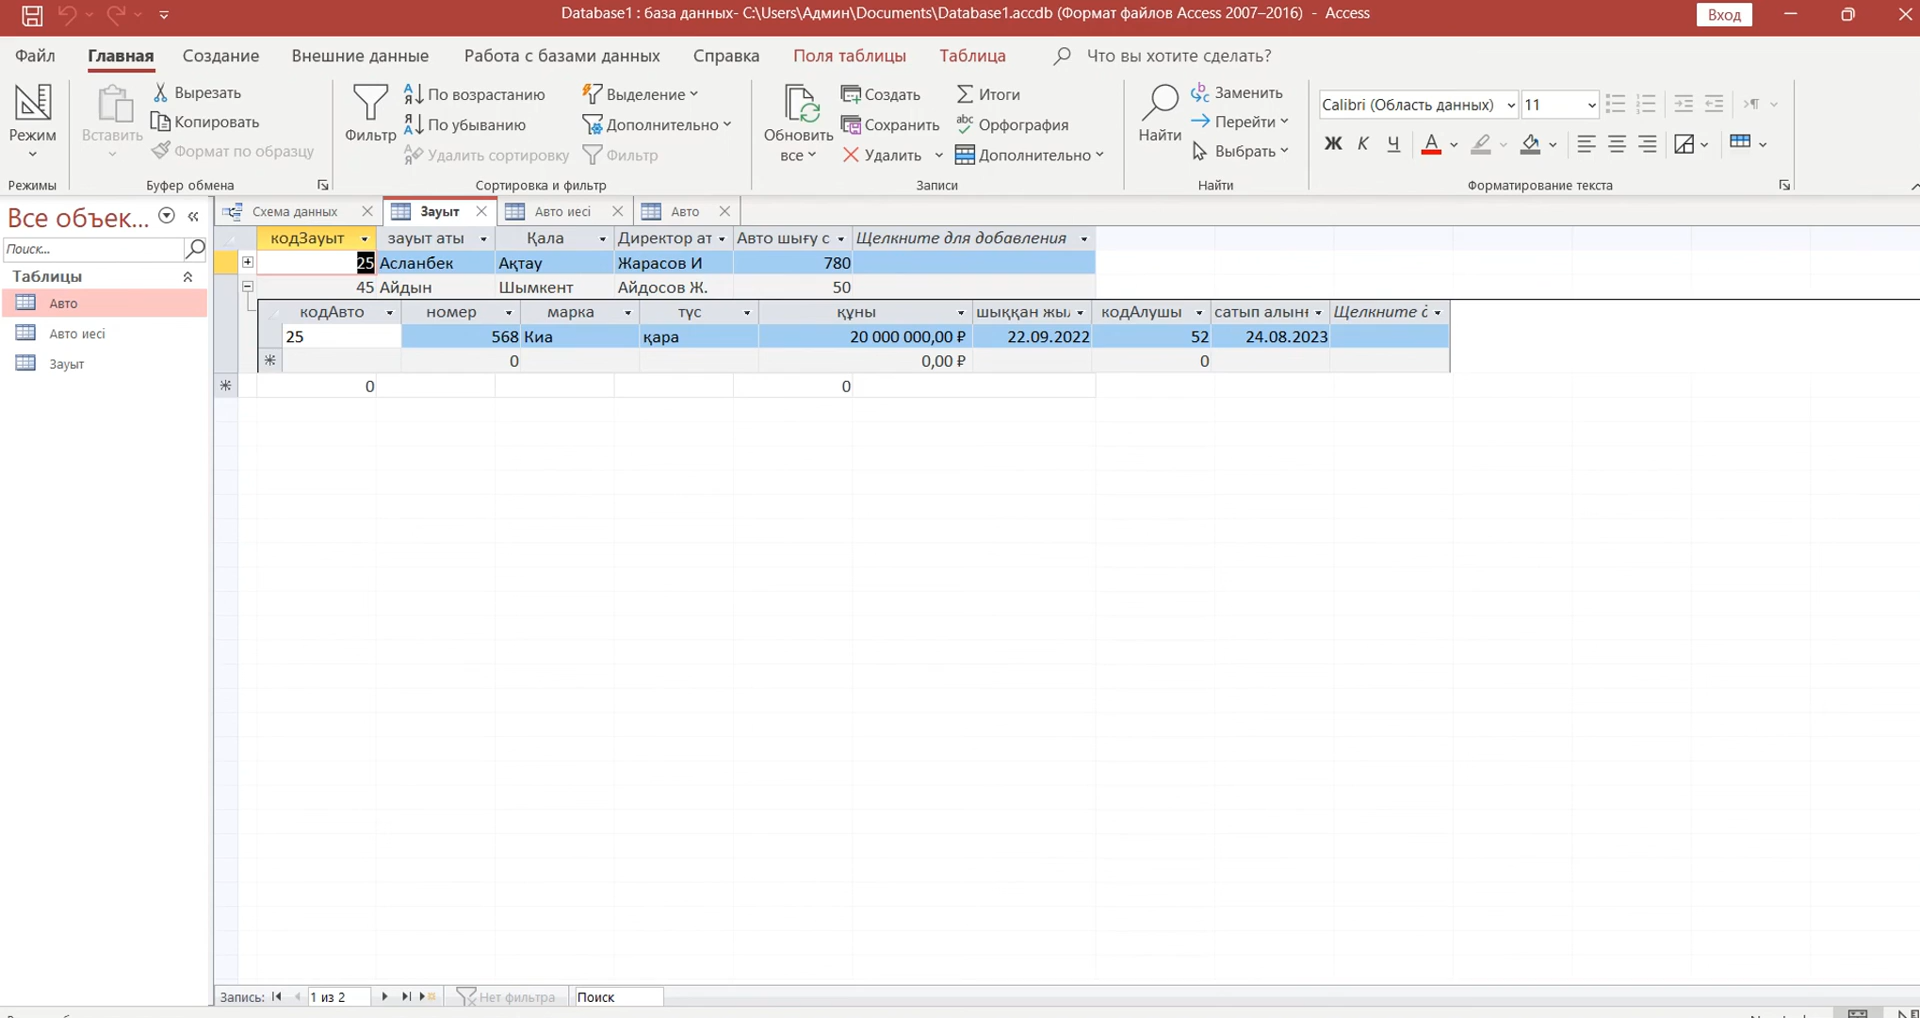 Database1 : база данных- C:\Users\Админ\Documents\Database1.accdb (Формат файлов Access 2007–2016) - Access
Вход
Файл Главная Создание Внешние данные Работа с базами данных Справка Поля таблицы Таблица Что вы хотите сделать?
Режим
Режимы
Вставить
Вырезать
Копировать
Формат по образцу
Буфер обмена
Фильтр
По возрастанию
По убыванию
Удалить сортировку
Выделение
Дополнительно
Фильтр
Сортировка и фильтр
Обновить
все
Создать
Сохранить
Удалить
Итоги
Орфография
Дополнительно
Записи
Найти
Заменить
Перейти
Выбрать
Найти
Calibri (Область данных) 11
Ж К Ч
Форматирование текста
Все объек...
Поиск...
Таблицы
Авто
Авто иесі
Зауыт
Схема данных Зауыт Авто иесі Авто
кодЗауыт зауыт аты Қала Директор ат Авто шығу с Щелкните для добавления
25 Асланбек Ақтау Жарасов И 780
45 Айдын Шымкент Айдосов Ж. 50
кодАвто номер марка түс құны шыққан жыл кодАлушы сатып алынғ Щелкните д
25 568 Киа қара 20 000 000,00 ₽ 22.09.2022 52 24.08.2023
0 0,00 ₽ 0
0 0
Запись: 1 из 2 Нет фильтра Поиск